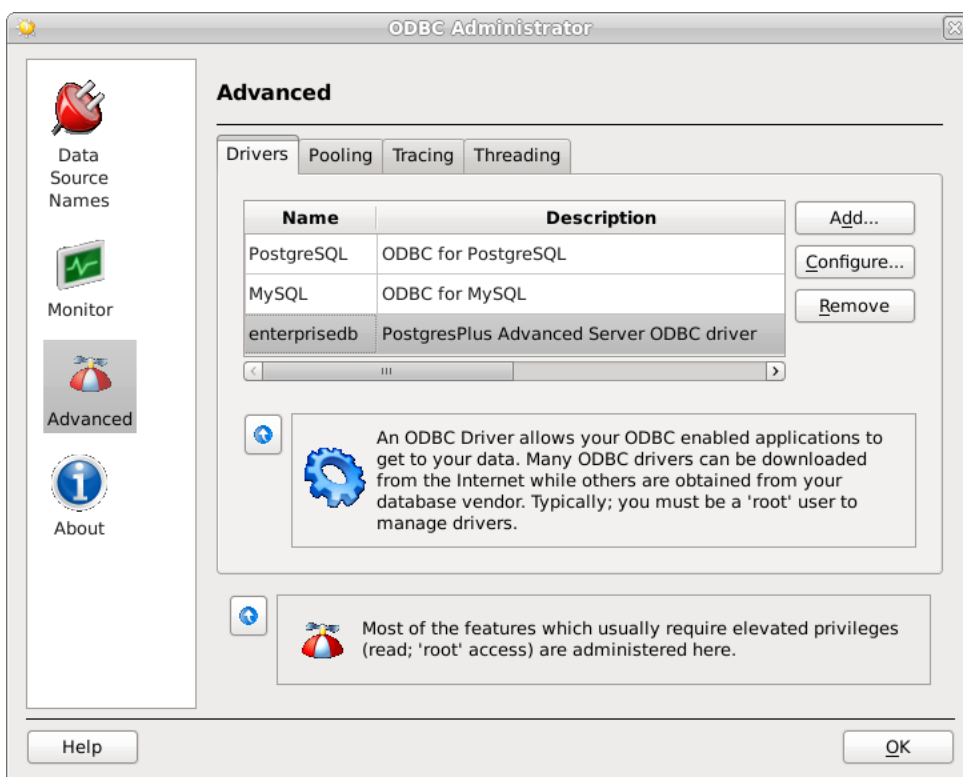 ODBC Administrator
Data
Source
Names
Monitor
Advanced
About
Advanced
Drivers Pooling Tracing Threading
Name Description
PostgreSQL ODBC for PostgreSQL
MySQL ODBC for MySQL
enterprisedb PostgresPlus Advanced Server ODBC driver
Add...
Configure...
Remove
An ODBC Driver allows your ODBC enabled applications to
get to your data. Many ODBC drivers can be downloaded
from the Internet while others are obtained from your
database vendor. Typically; you must be a 'root' user to
manage drivers.
Most of the features which usually require elevated privileges
(read; 'root' access) are administered here.
Help OK